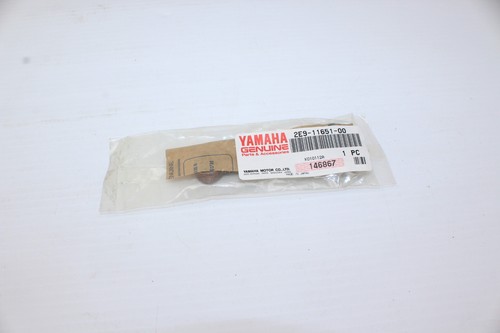 YAMAHA
GENUINE
Parts & Accessories
2E9-11651-00
1 PC
146867
YAMAHA MOTOR CO.,LTD.